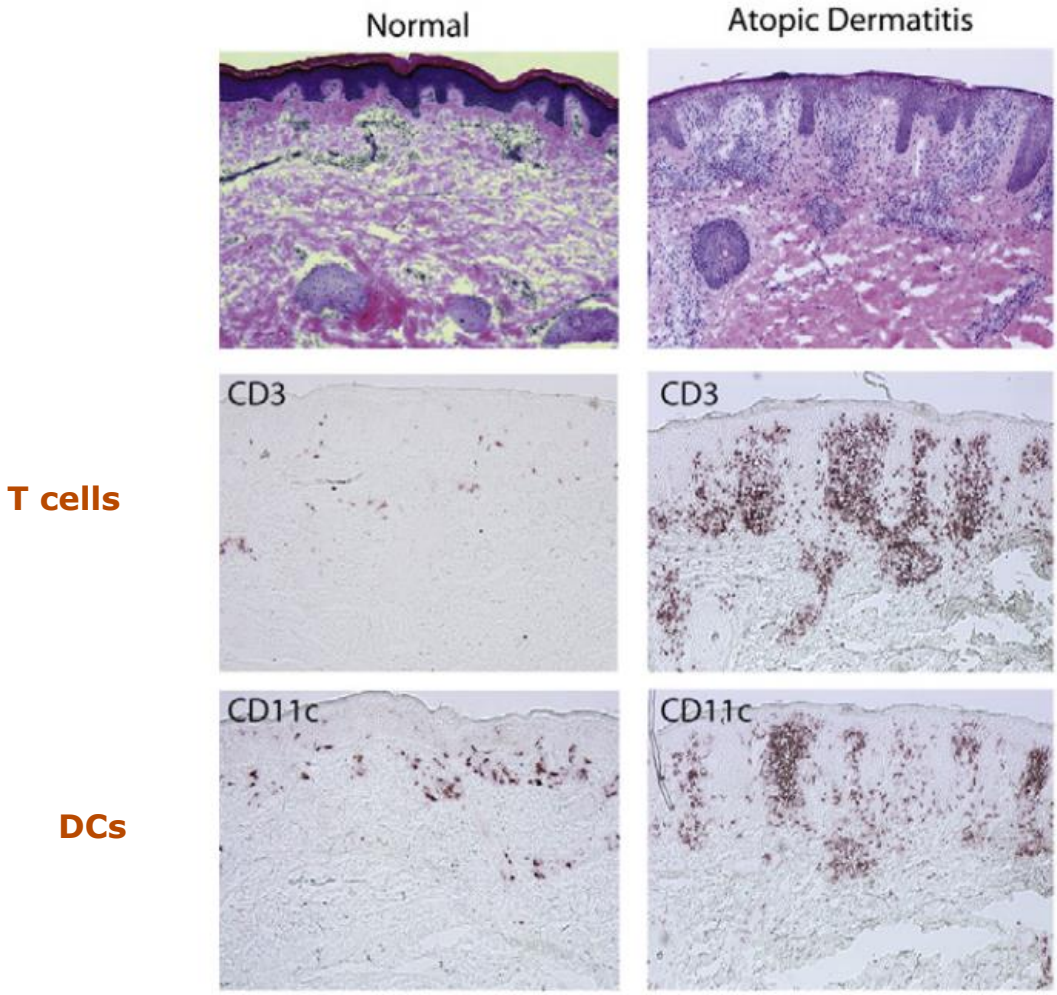 Normal
Atopic Dermatitis
CD3
CD3
T cells
CD11c
CD11c
DCs